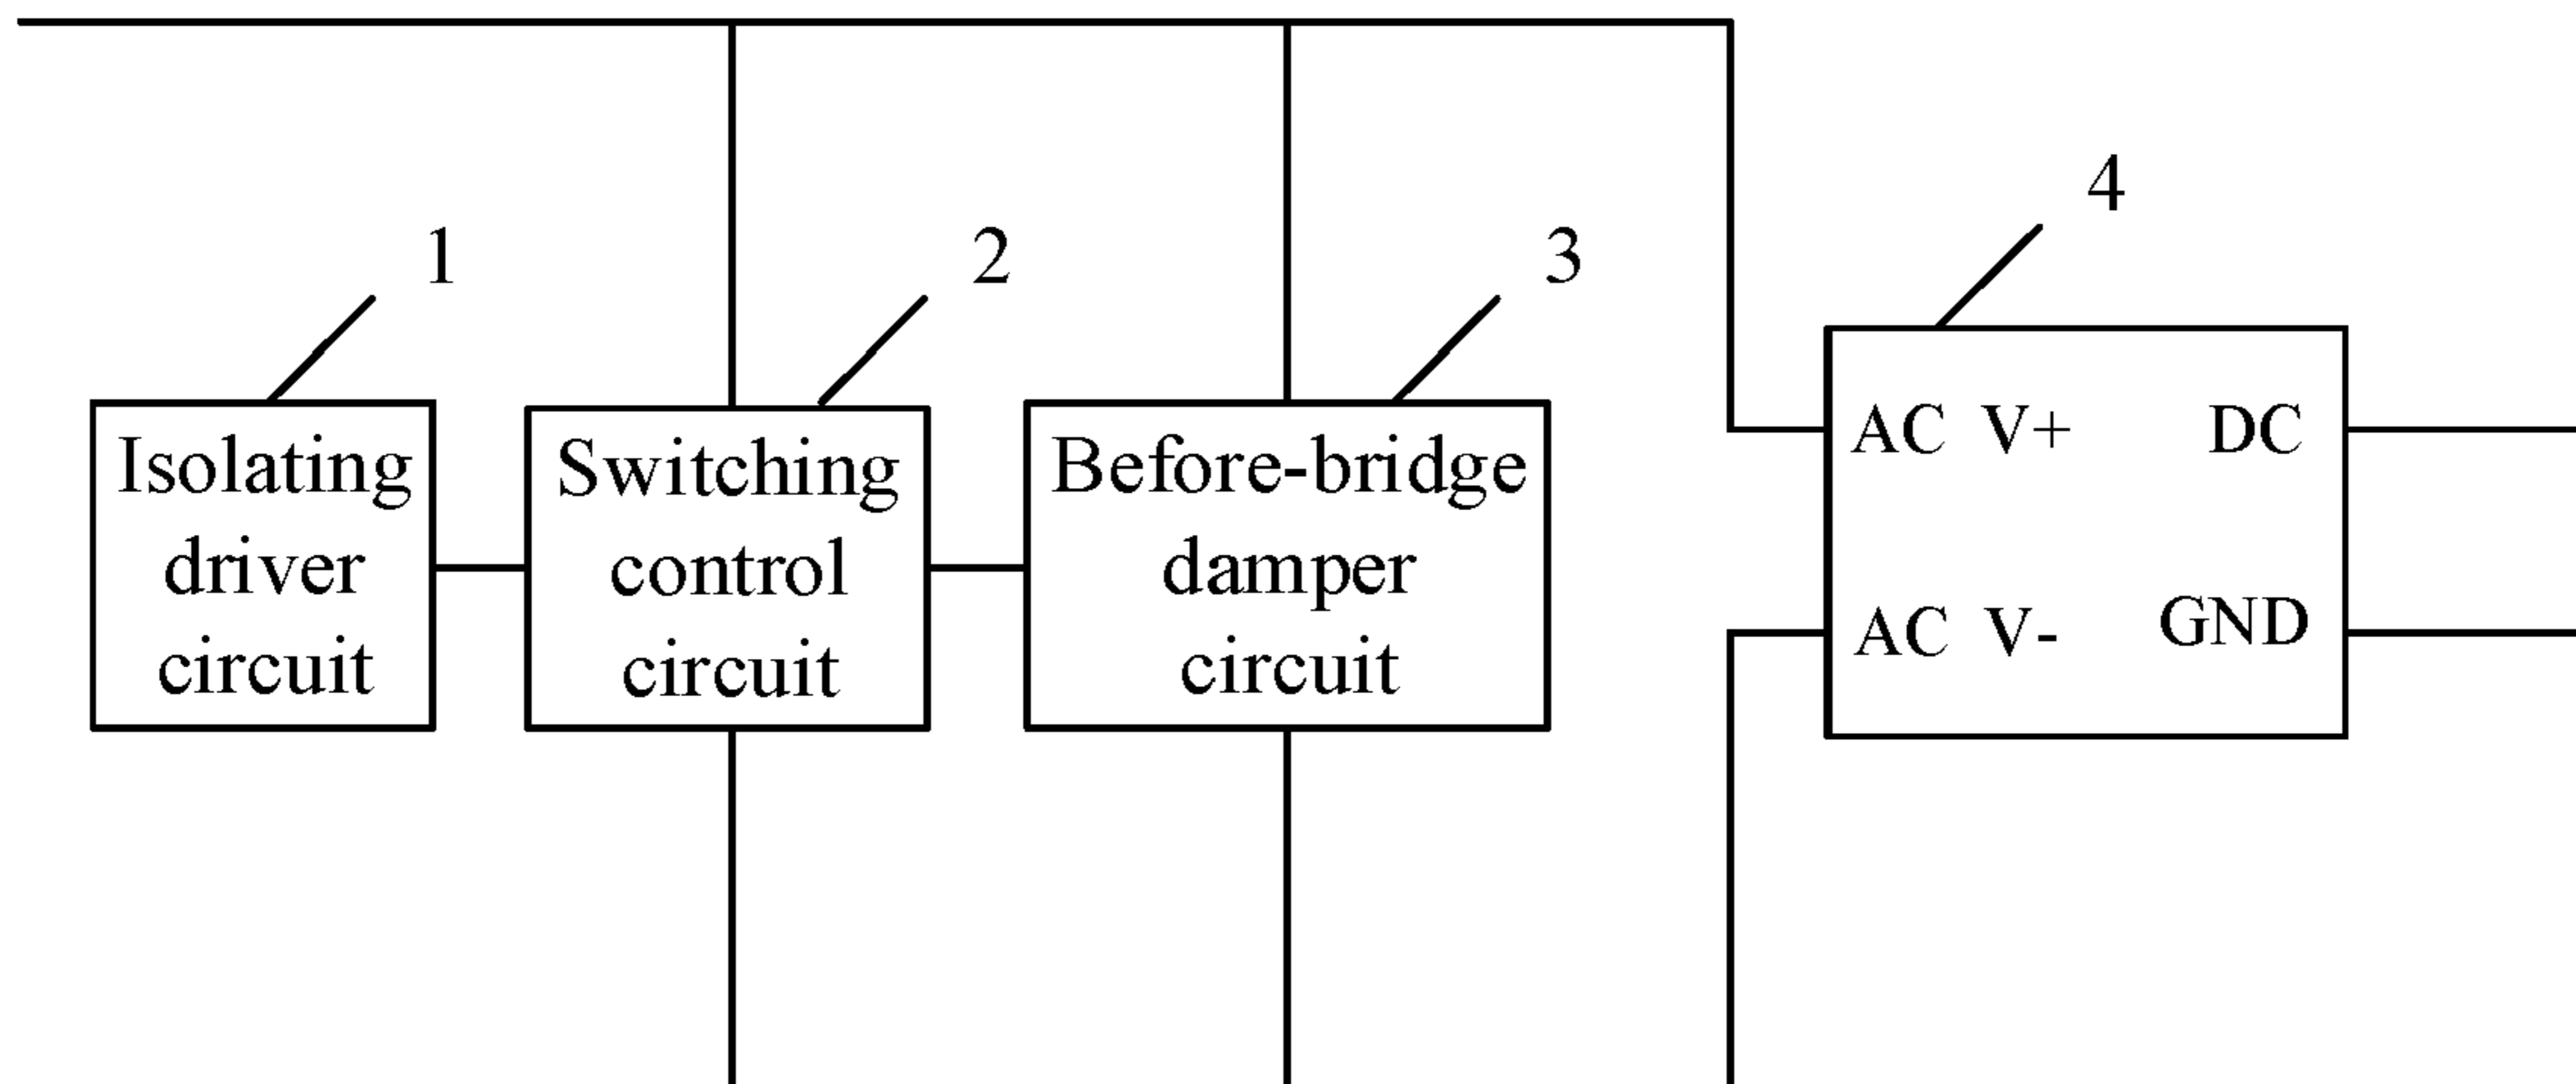 4
1
2
3
Isolating
driver
circuit
Switching
control
circuit
Before-bridge
damper
circuit
AC V+ DC
AC V- GND